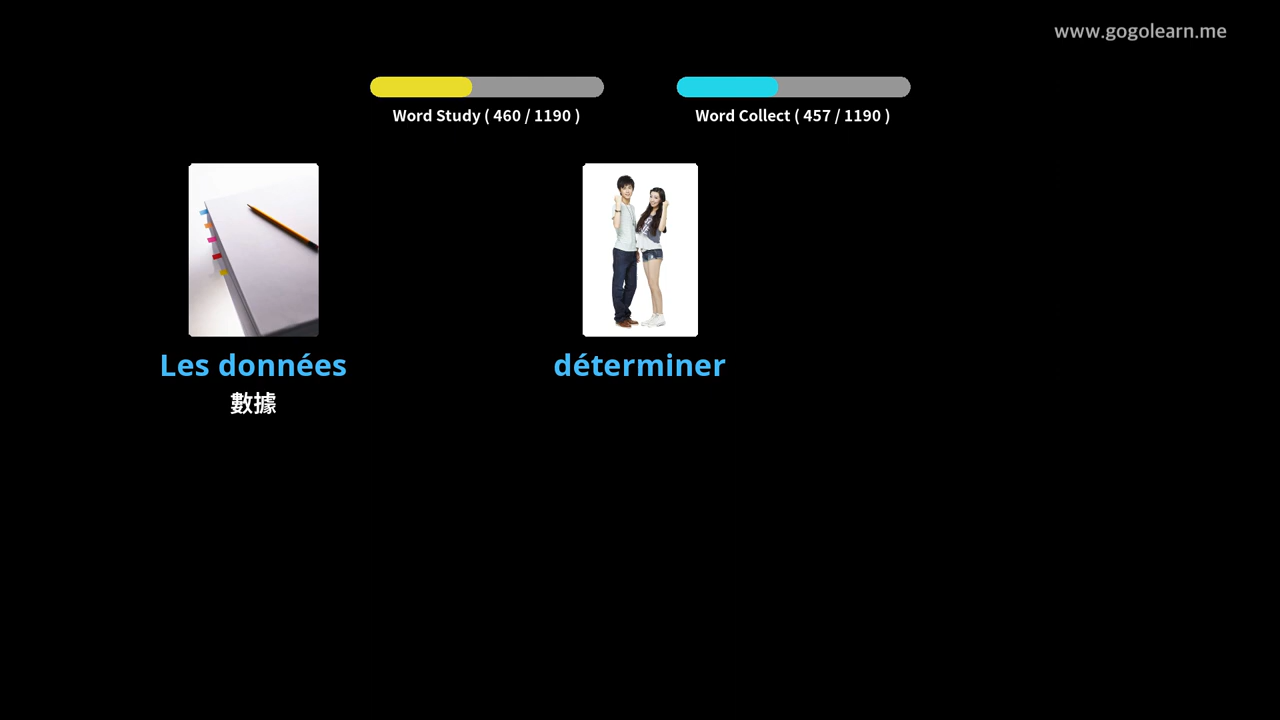 www.gogolearn.me
Word Study ( 460 / 1190 )
Word Collect ( 457 / 1190 )
Les données
déterminer
數據